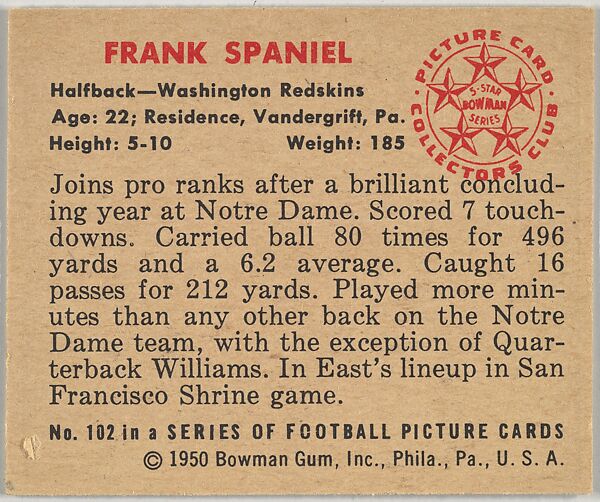 FRANK SPANIEL
Halfback—Washington Redskins
Age: 22; Residence, Vandergrift, Pa.
Height: 5-10 Weight: 185
· PICTURE CARD ·
COLLECTORS CLUB
5-STAR
BOWMAN
SERIES
Joins pro ranks after a brilliant conclud-
ing year at Notre Dame. Scored 7 touch-
downs. Carried ball 80 times for 496
yards and a 6.2 average. Caught 16
passes for 212 yards. Played more min-
utes than any other back on the Notre
Dame team, with the exception of Quar-
terback Williams. In East's lineup in San
Francisco Shrine game.
No. 102 in a SERIES OF FOOTBALL PICTURE CARDS
© 1950 Bowman Gum, Inc., Phila., Pa., U. S. A.